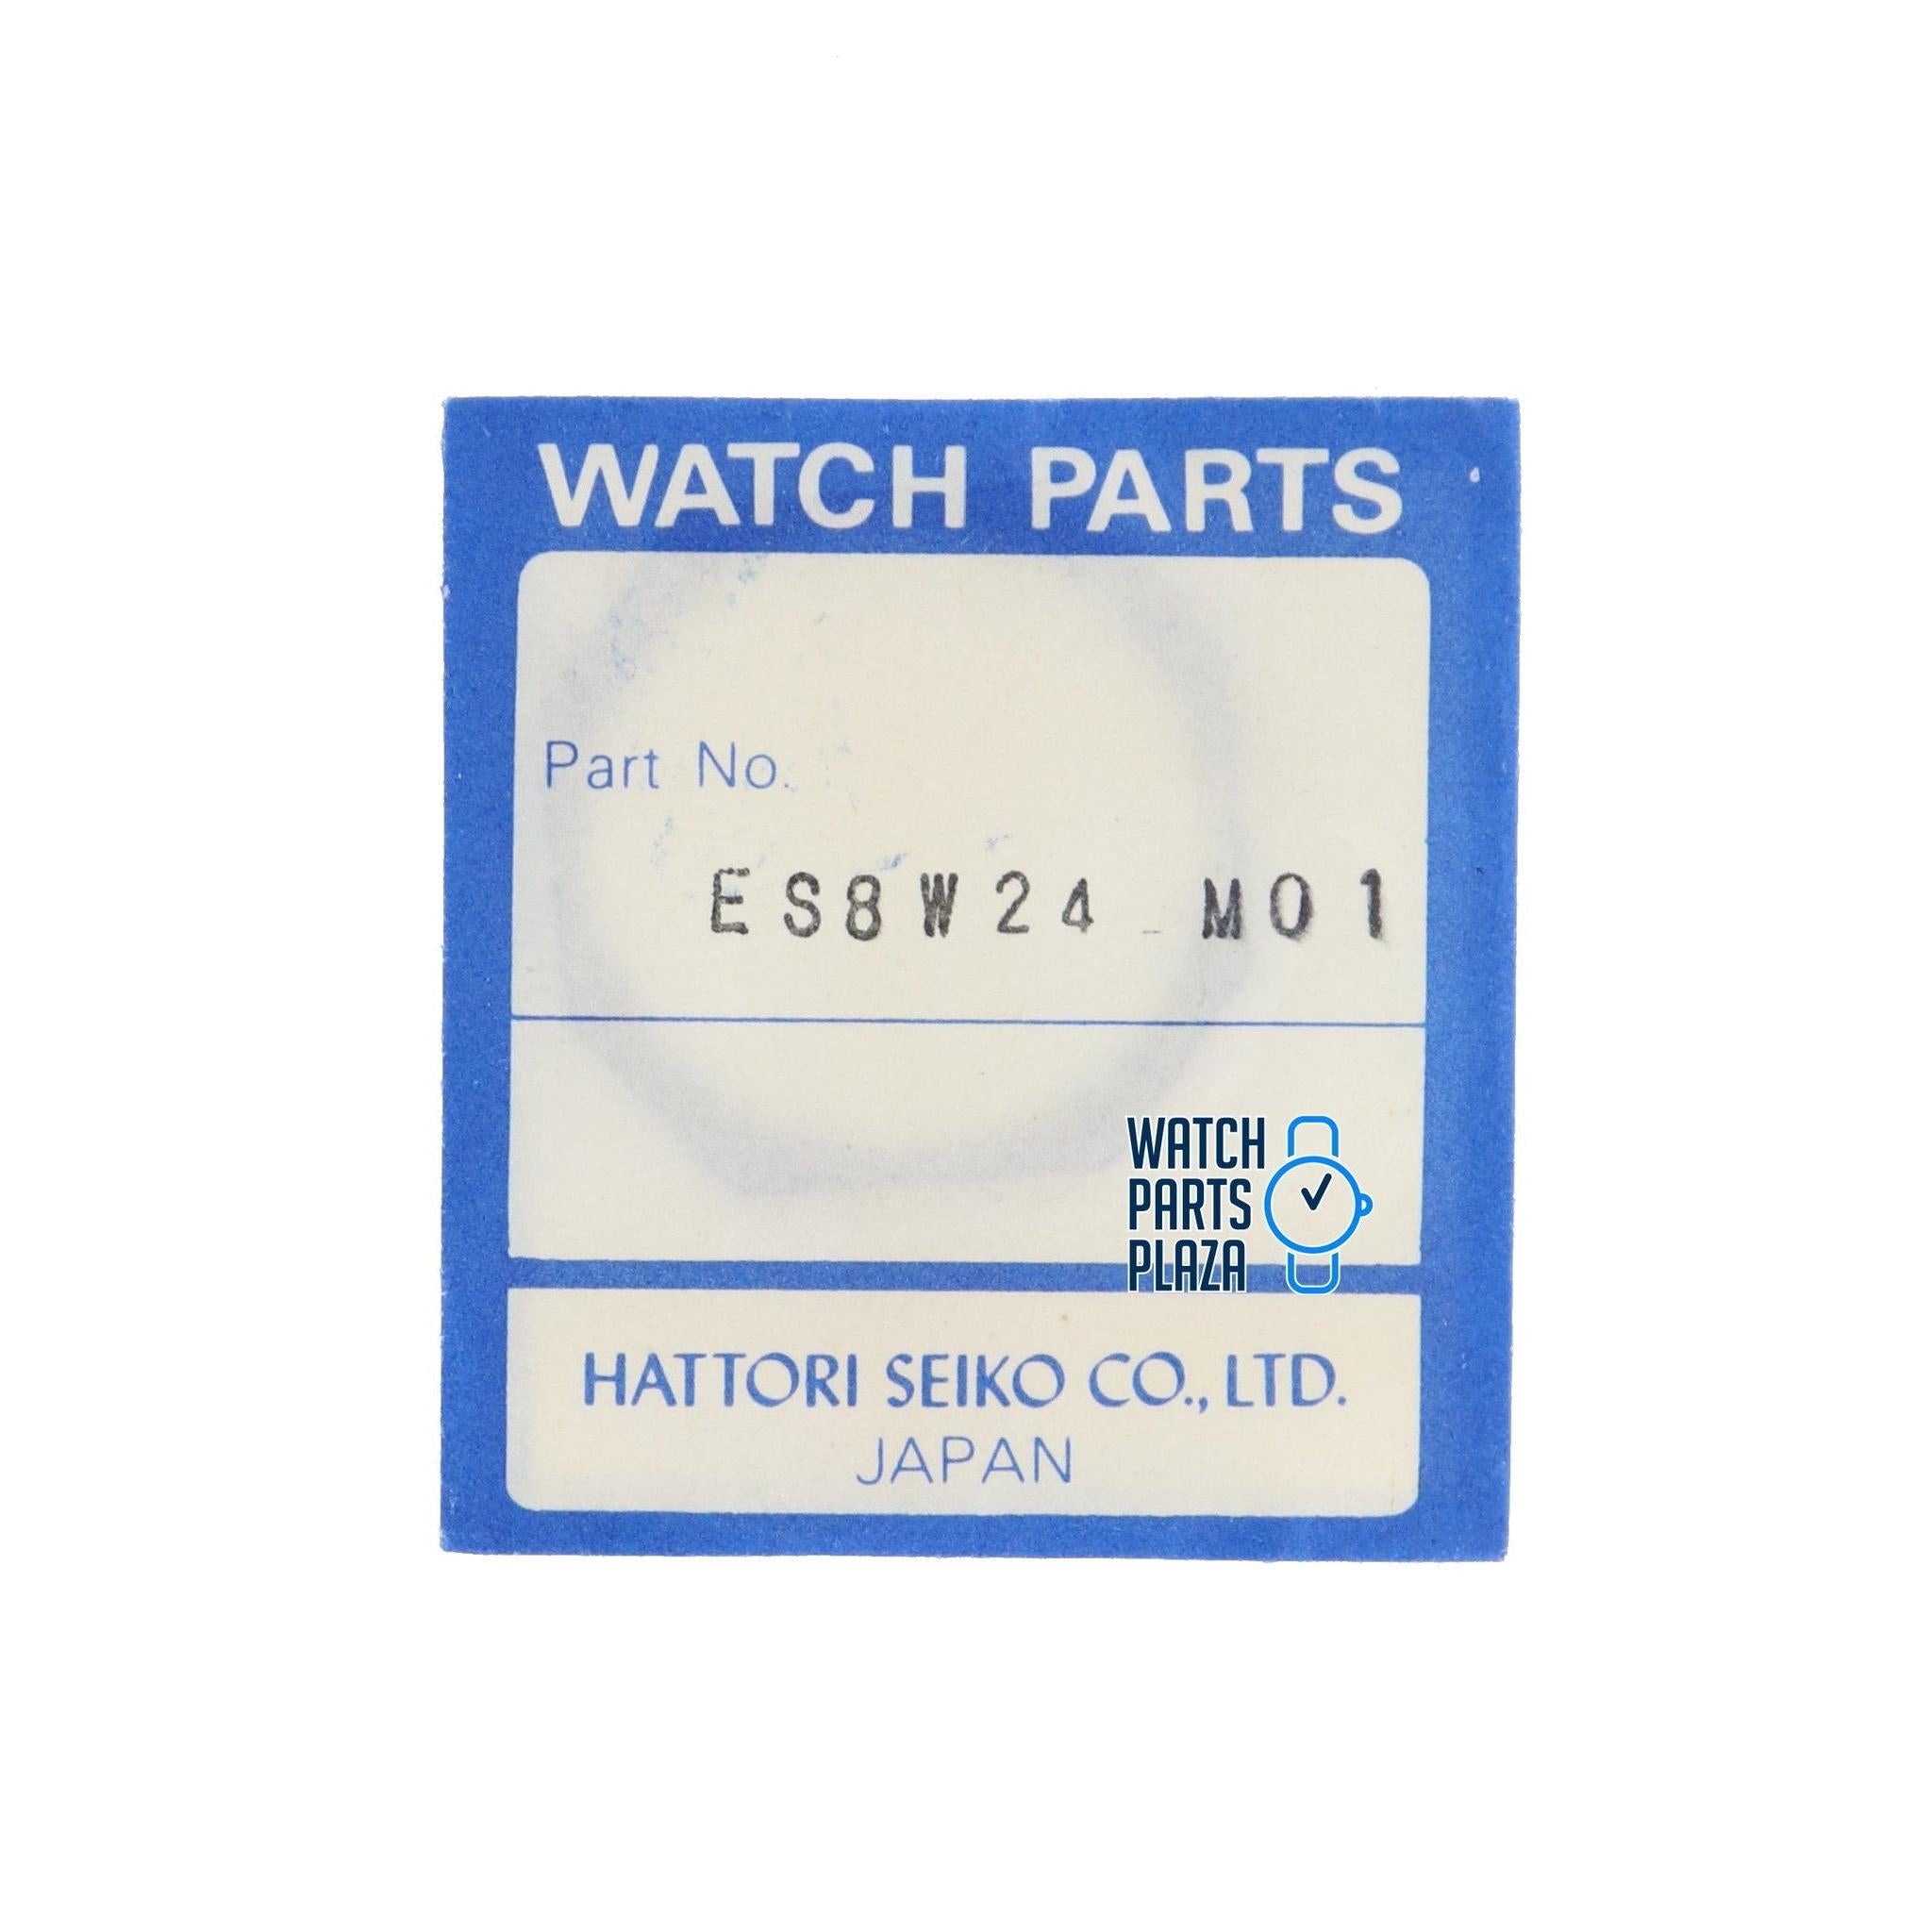 WATCH PARTS
Part No.
ES8W24-M01
WATCH
PARTS
PLAZA
HATTORI SEIKO CO., LTD.
JAPAN